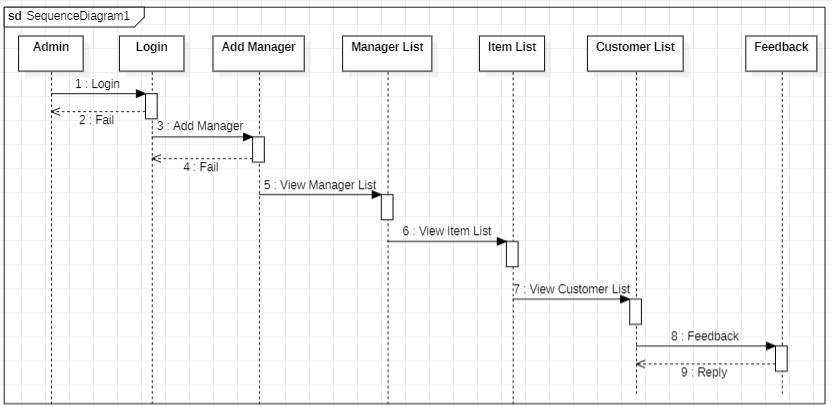 sd SequenceDiagram1
Admin
Login
Add Manager
Manager List
Item List
Customer List
Feedback
1 : Login
2 : Fail
3 : Add Manager
4 : Fail
5 : View Manager List
6 : View Item List
7 : View Customer List
8 : Feedback
9 : Reply